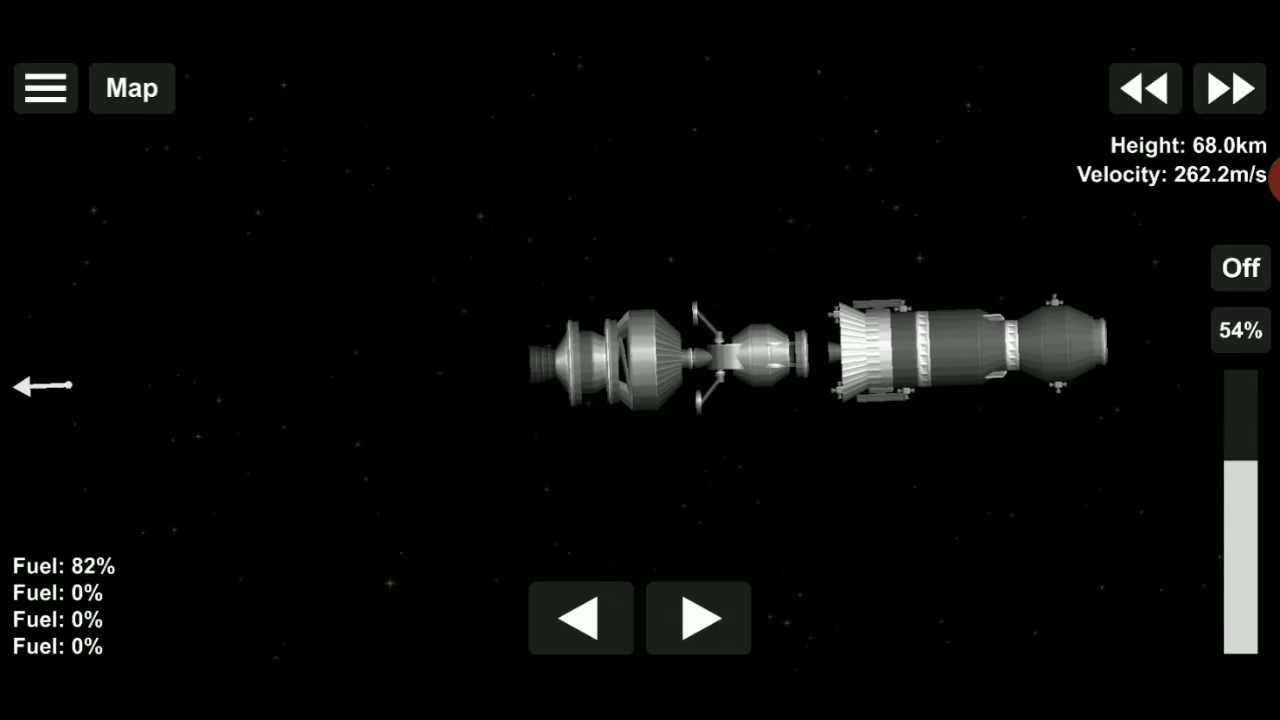 Map
Height: 68.0km
Velocity: 262.2m/s
Off
54%
Fuel: 82%
Fuel: 0%
Fuel: 0%
Fuel: 0%